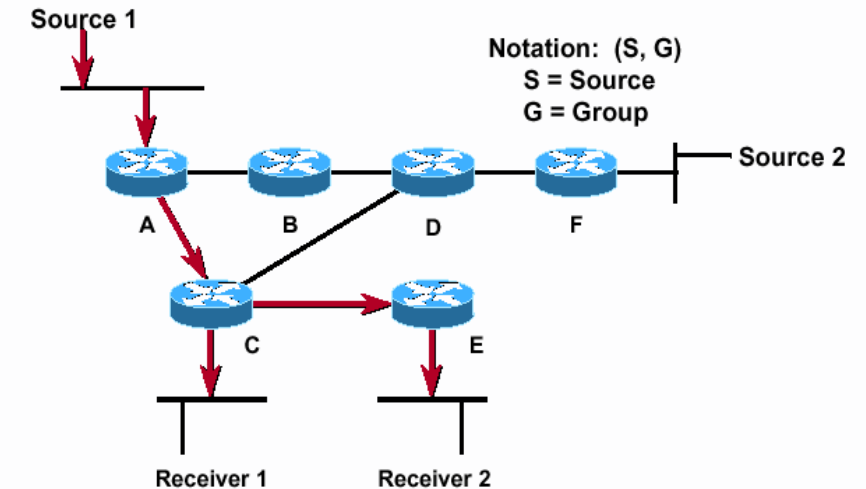 Source 1
Notation:  (S, G)
S = Source
G = Group
Source 2
A
B
D
F
C
E
Receiver 1
Receiver 2